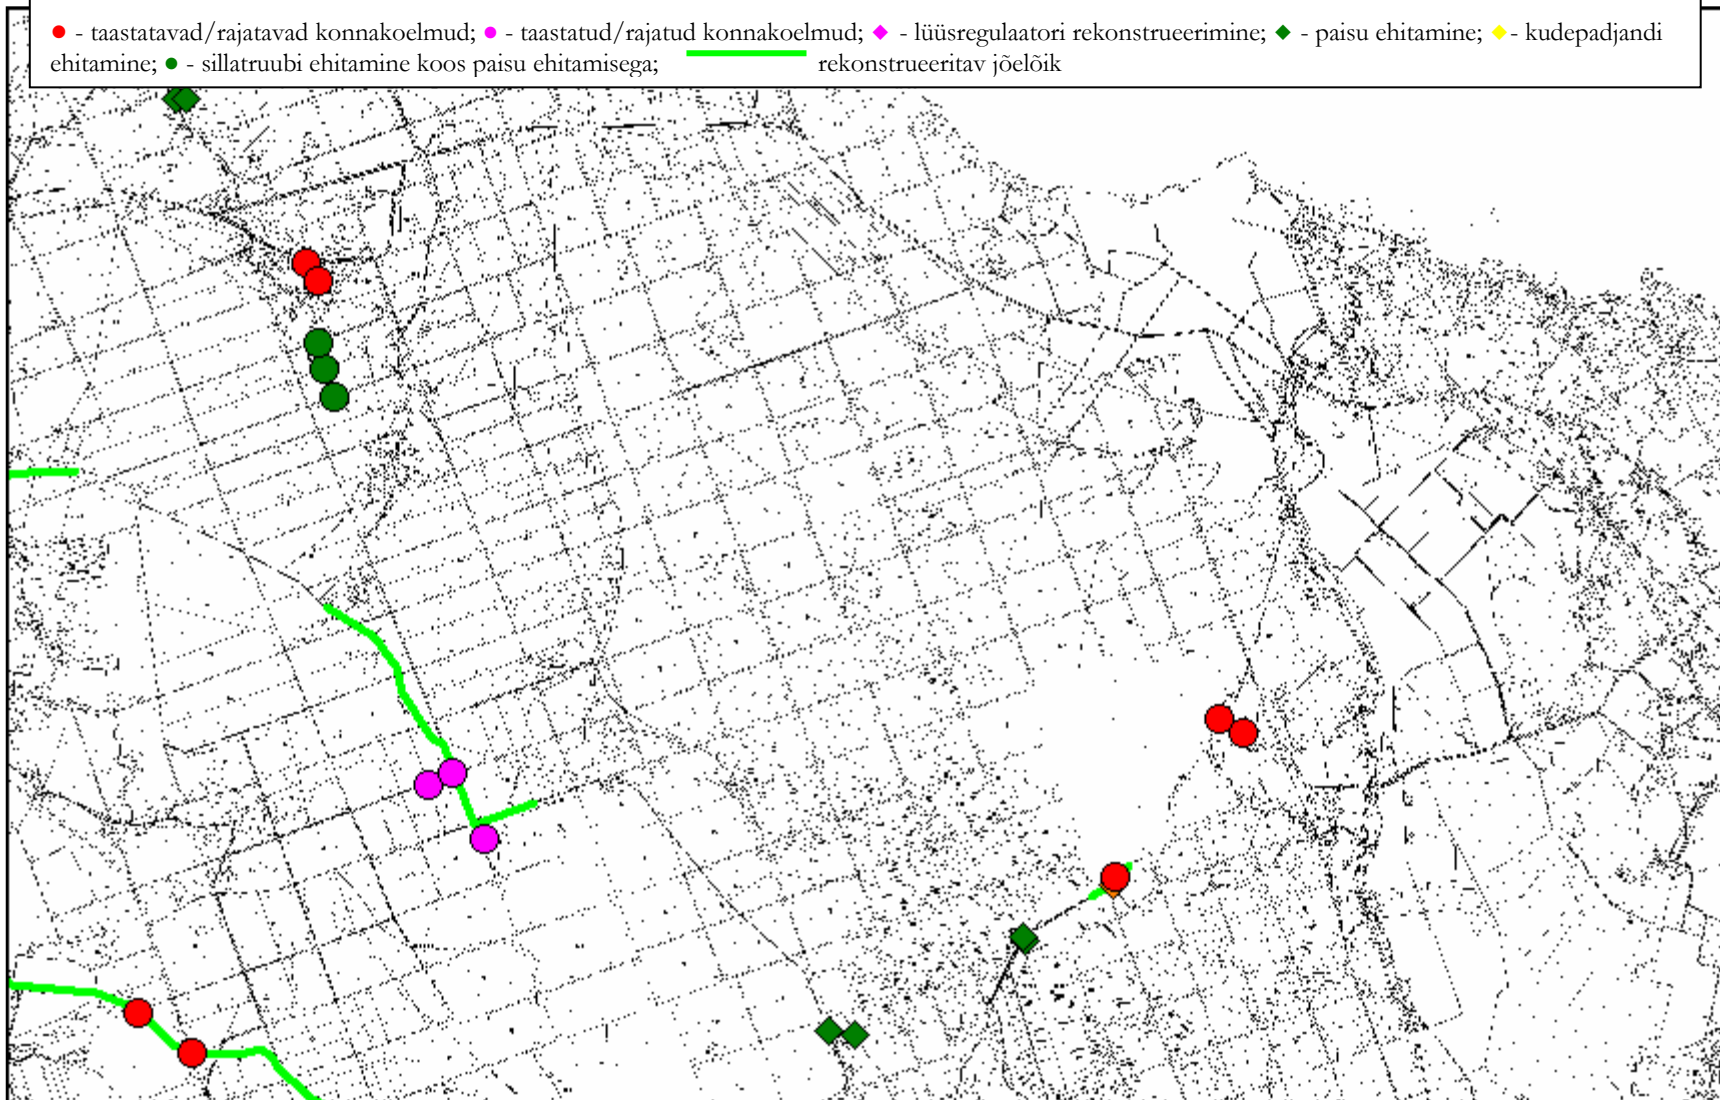 ● - taastatavad/rajatavad konnakoelmud; ● - taastatud/rajatud konnakoelmud; ◆ - lüüsregulaatori rekonstrueerimine; ◆ - paisu ehitamine; ◆- kudepadjandi
ehitamine; ● - sillatruubi ehitamine koos paisu ehitamisega; rekonstrueeritav jõelõik